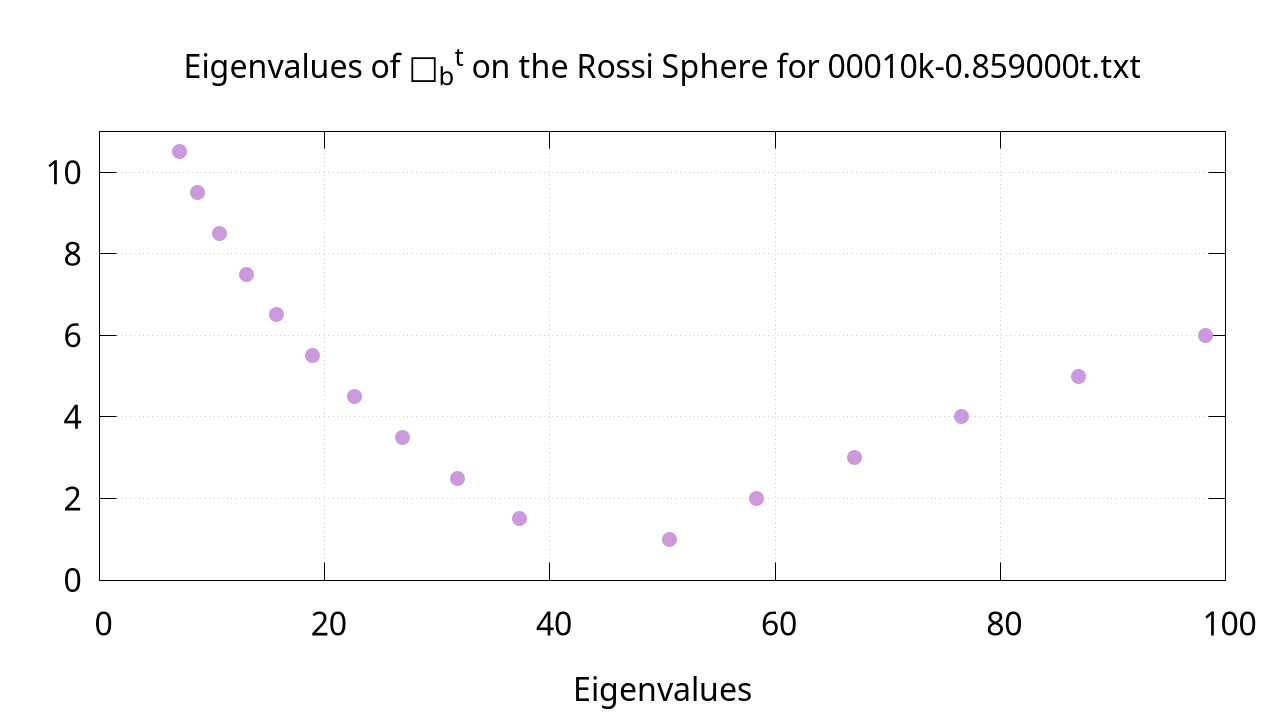 Eigenvalues of □_b^t on the Rossi Sphere for 00010k-0.859000t.txt
10
8
6
4
2
0
0 20 40 60 80 100
Eigenvalues